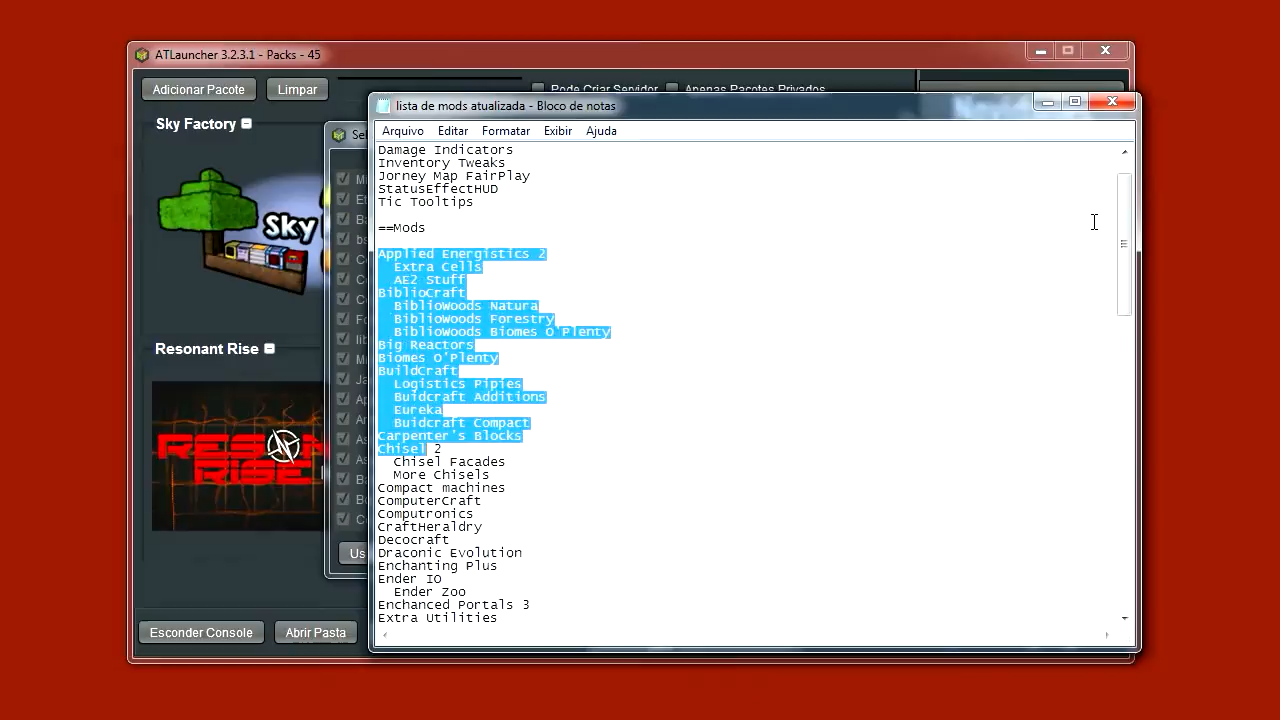 ATLauncher 3.2.3.1 - Packs - 45
Adicionar Pacote
Limpar
Pode Criar Servidor
Apenas Pacotes Privados
Sky Factory
Sky
Resonant Rise
RISE
Esconder Console
Abrir Pasta
lista de mods atualizada - Bloco de notas
Arquivo Editar Formatar Exibir Ajuda
Damage Indicators
Inventory Tweaks
Jorney Map FairPlay
StatusEffectHUD
Tic Tooltips
==Mods
Applied Energistics 2
Extra Cells
AE2 Stuff
BiblioCraft
BiblioWoods Natura
BiblioWoods Forestry
BiblioWoods Biomes O'Plenty
Big Reactors
Biomes O'Plenty
BuildCraft
Logistics Pipies
Buidcraft Additions
Eureka
Buidcraft Compact
Carpenter's Blocks
Chisel 2
Chisel Facades
More Chisels
Compact machines
ComputerCraft
Computronics
CraftHeraldry
Decocraft
Draconic Evolution
Enchanting Plus
Ender IO
Ender Zoo
Enchanced Portals 3
Extra Utilities